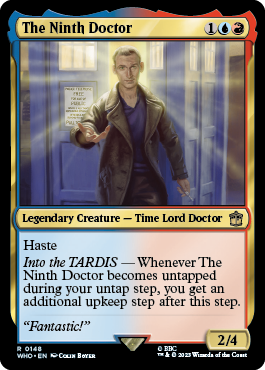 The Ninth Doctor 1
Legendary Creature — Time Lord Doctor
Haste
Into the TARDIS — Whenever The
Ninth Doctor becomes untapped
during your untap step, you get an
additional upkeep step after this step.
“Fantastic!”
2/4
R 0148
WHO • EN Colin Boyer
© BBC
™ & © 2023 Wizards of the Coast